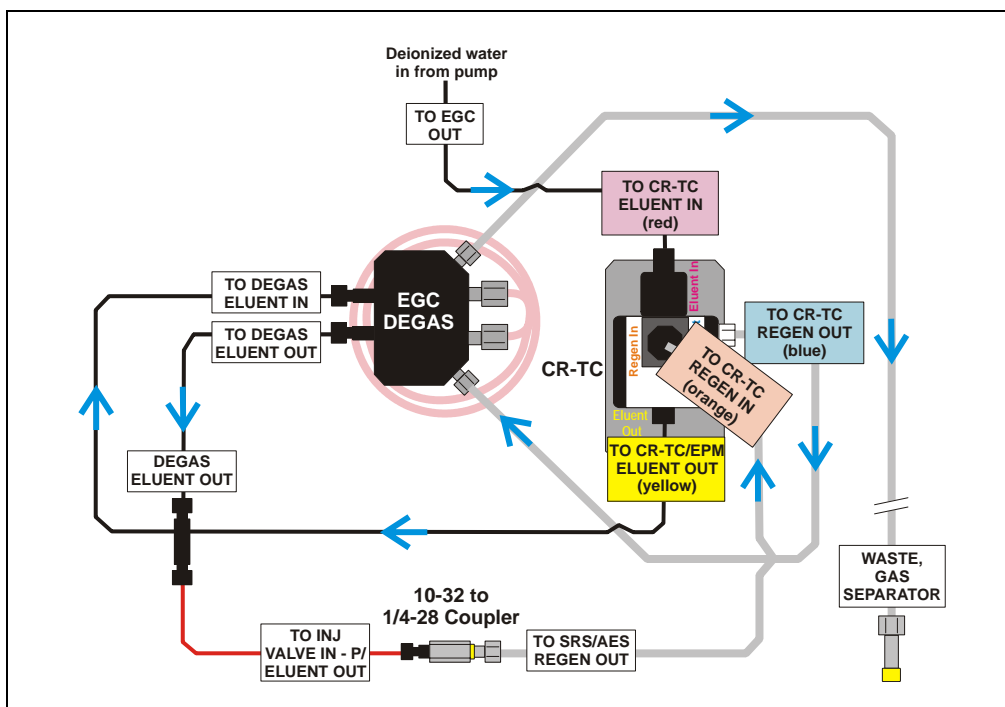 Deionized water
in from pump
TO EGC
OUT
TO CR-TC
ELUENT IN
(red)
TO DEGAS
ELUENT IN
TO DEGAS
ELUENT OUT
EGC
DEGAS
Eluent In
Regen In
CR-TC
TO CR-TC
REGEN OUT
(blue)
TO CR-TC
REGEN IN
(orange)
Eluent
Out
TO CR-TC/EPM
ELUENT OUT
(yellow)
DEGAS
ELUENT OUT
WASTE,
GAS
SEPARATOR
10-32 to
1/4-28 Coupler
TO INJ
VALVE IN - P/
ELUENT OUT
TO SRS/AES
REGEN OUT